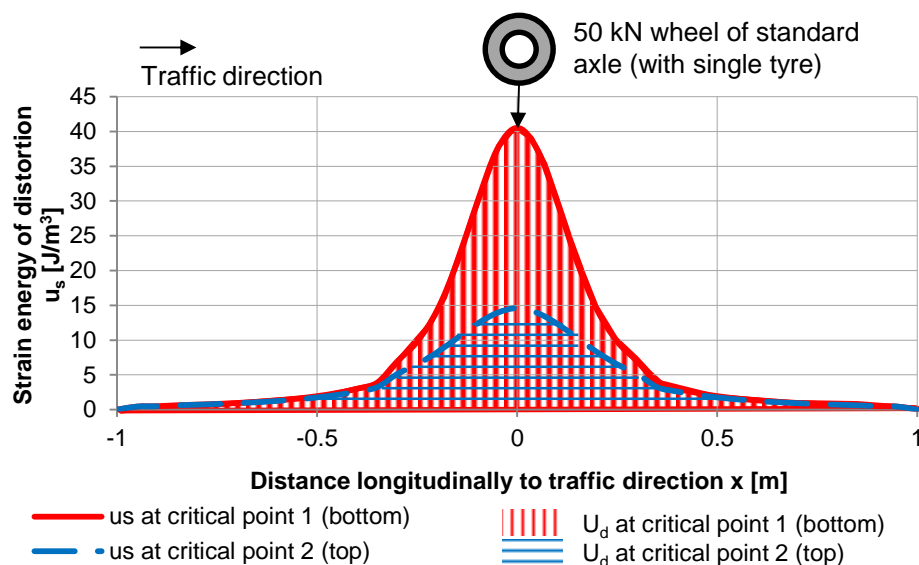 50 kN wheel of standard
axle (with single tyre)
Traffic direction
Strain energy of distortion
us [J/m³]
45
40
35
30
25
20
15
10
5
0
-1
-0.5
0
0.5
1
Distance longitudinally to traffic direction x [m]
us at critical point 1 (bottom)
Ud at critical point 1 (bottom)
us at critical point 2 (top)
Ud at critical point 2 (top)